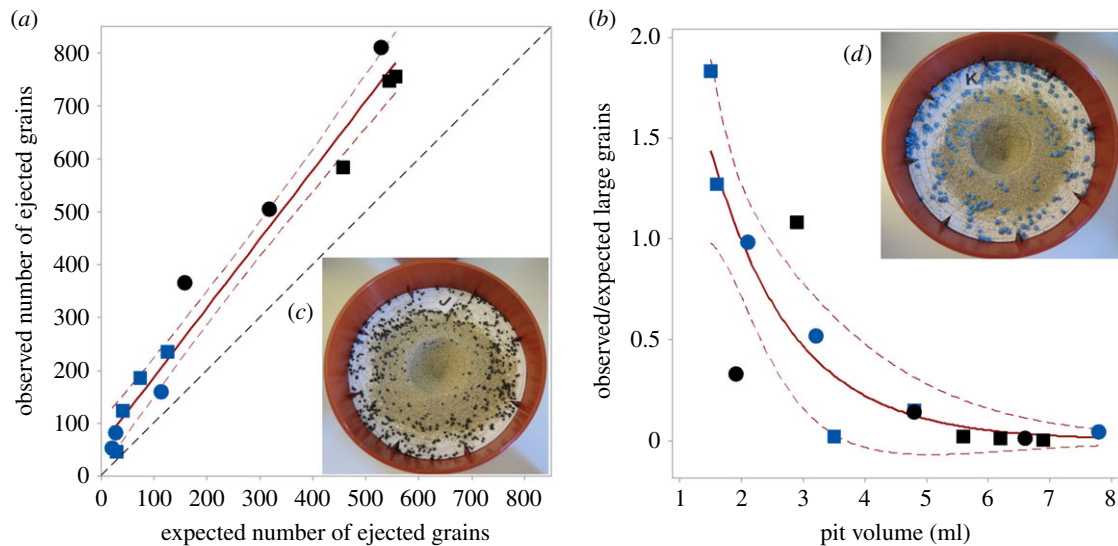 (a)
800
700
600
500
400
300
200
100
0
observed number of ejected grains
0 100 200 300 400 500 600 700 800
expected number of ejected grains
(c)
J
(b)
2.0
1.5
1.0
0.5
0
observed/expected large grains
1 2 3 4 5 6 7 8
pit volume (ml)
(d)
K